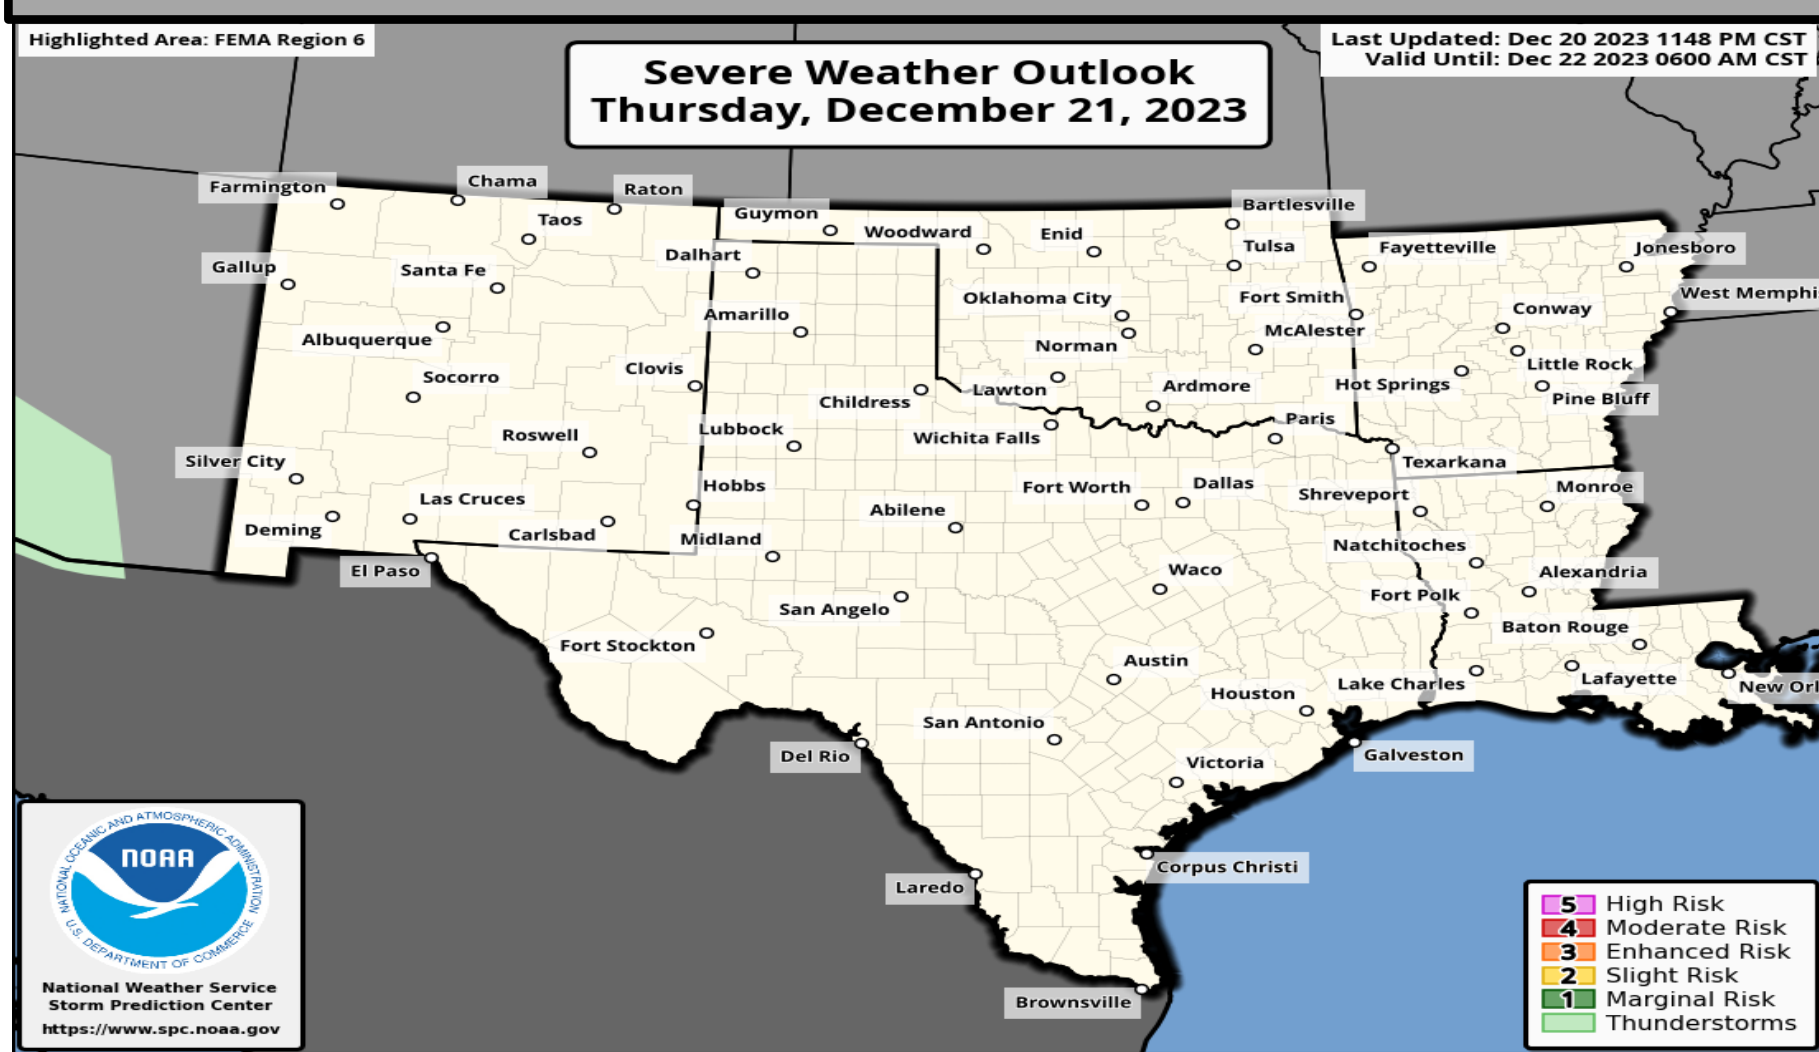 Highlighted Area: FEMA Region 6
Severe Weather Outlook
Thursday, December 21, 2023
Last Updated: Dec 20 2023 1148 PM CST
Valid Until: Dec 22 2023 0600 AM CST
Farmington
Chama
Raton
Taos
Guymon
Woodward
Enid
Bartlesville
Tulsa
Fayetteville
Jonesboro
Gallup
Santa Fe
Dalhart
Oklahoma City
Fort Smith
West Memphi
Albuquerque
Amarillo
Norman
McAlester
Conway
Socorro
Clovis
Childress
Lawton
Ardmore
Hot Springs
Little Rock
Pine Bluff
Roswell
Lubbock
Wichita Falls
Paris
Silver City
Texarkana
Las Cruces
Hobbs
Abilene
Fort Worth
Dallas
Shreveport
Monroe
Deming
Carlsbad
Midland
Natchitoches
El Paso
Waco
Fort Polk
Alexandria
San Angelo
Baton Rouge
Fort Stockton
Austin
Houston
Lake Charles
Lafayette
New Orl
San Antonio
Del Rio
Victoria
Galveston
Laredo
Corpus Christi
Brownsville
NATIONAL OCEANIC AND ATMOSPHERIC ADMINISTRATION
NOAA
U.S. DEPARTMENT OF COMMERCE
National Weather Service
Storm Prediction Center
https://www.spc.noaa.gov
5 High Risk
4 Moderate Risk
3 Enhanced Risk
2 Slight Risk
1 Marginal Risk
Thunderstorms